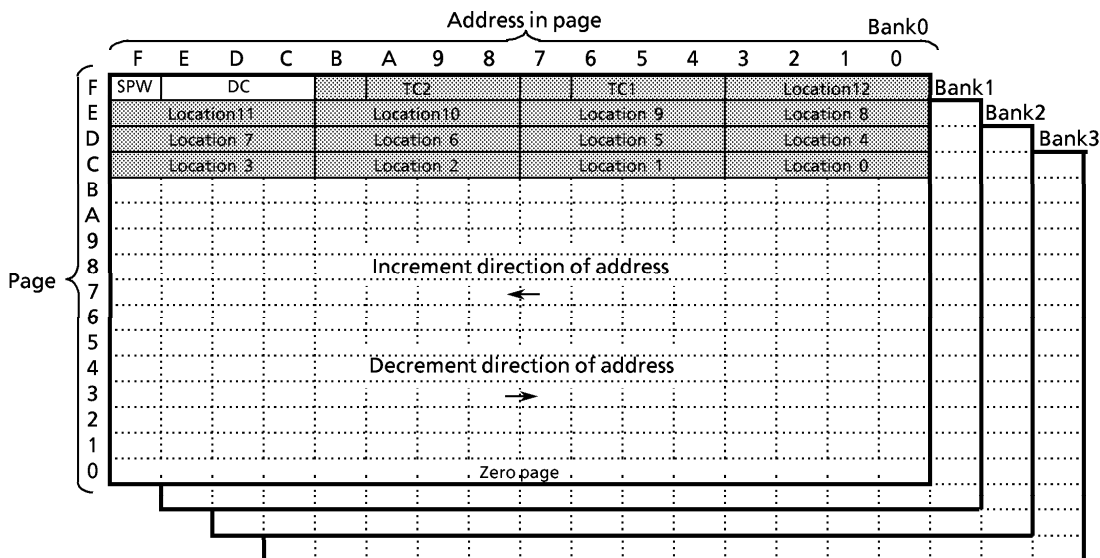 Address in page
Bank0
F E D C B A 9 8 7 6 5 4 3 2 1 0
F SPW DC TC2 TC1 Location12 Bank1
E Location11 Location10 Location 9 Location 8 Bank2
D Location 7 Location 6 Location 5 Location 4 Bank3
C Location 3 Location 2 Location 1 Location 0
B
A
9
8 Increment direction of address
Page
7
6
5
4 Decrement direction of address
3
2
1
0 Zero page